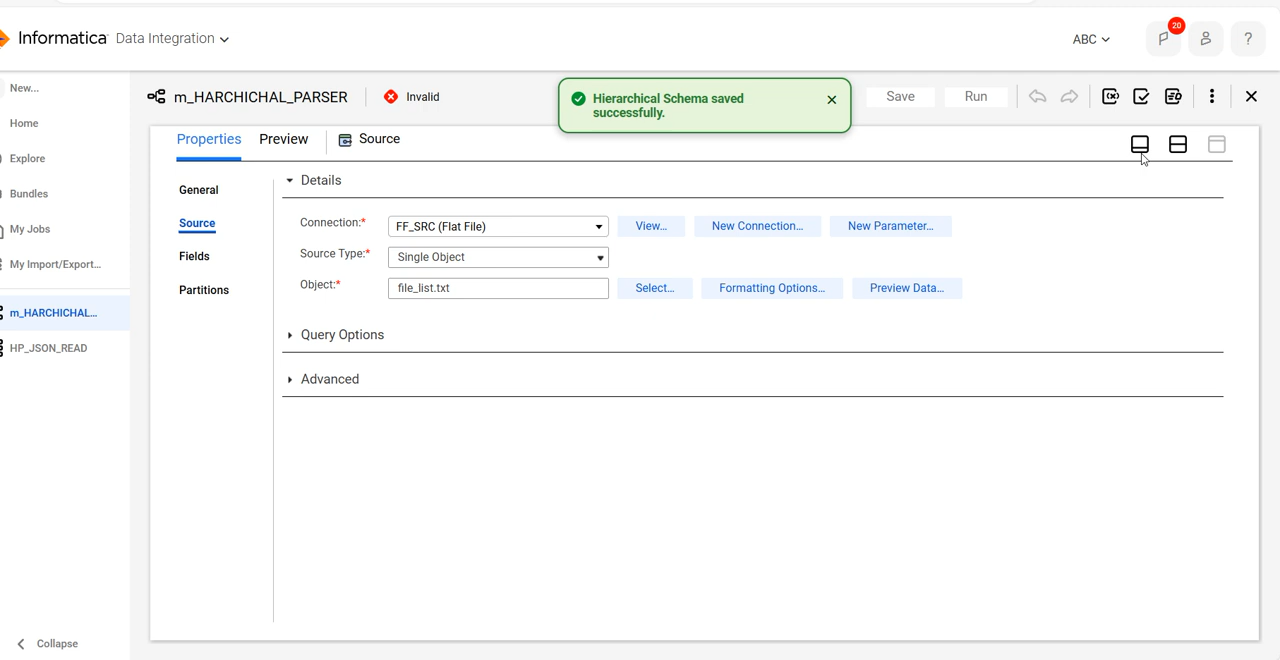 Informatica Data Integration
ABC
20
?
New...
Home
Explore
Bundles
My Jobs
My Import/Export...
m_HARCHICHAL...
HP_JSON_READ
Collapse
m_HARCHICHAL_PARSER
Invalid
Hierarchical Schema saved
successfully.
Save
Run
Properties
Preview
Source
General
Source
Fields
Partitions
Details
Connection:*
FF_SRC (Flat File)
View...
New Connection...
New Parameter...
Source Type:*
Single Object
Object:*
file_list.txt
Select...
Formatting Options...
Preview Data...
Query Options
Advanced